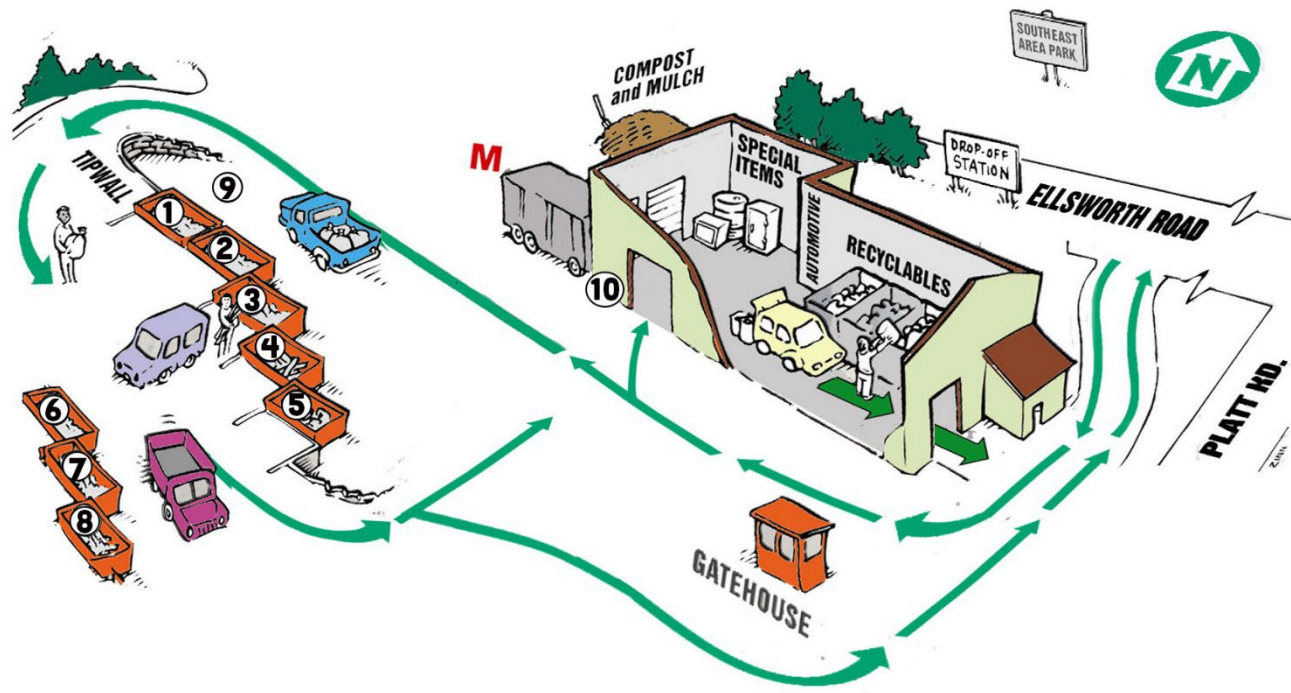 SOUTHEAST
AREA PARK
N
COMPOST
and MULCH
DROP-OFF
STATION
ELLSWORTH ROAD
PLATT RD.
TIPWALL
M
SPECIAL
ITEMS
AUTOMOTIVE
RECYCLABLES
1
2
3
4
5
6
7
8
9
10
GATEHOUSE